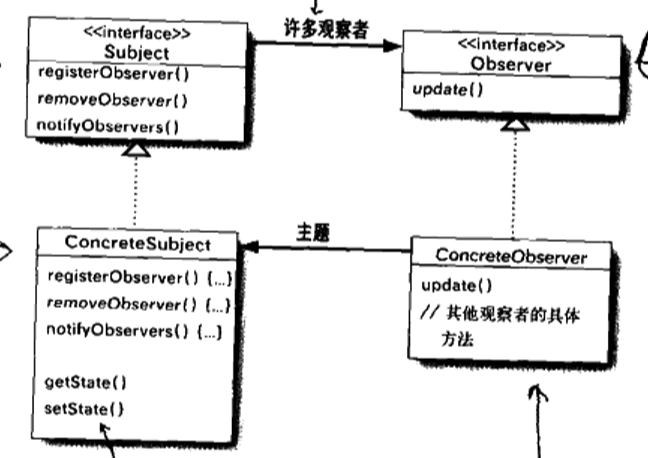 许多观察者
<<interface>>
Subject
registerObserver()
removeObserver()
notifyObservers()
<<interface>>
Observer
update()
主题
ConcreteSubject
registerObserver() {...}
removeObserver() {...}
notifyObservers() {...}
getState()
setState()
ConcreteObserver
update()
// 其他观察者的具体
方法